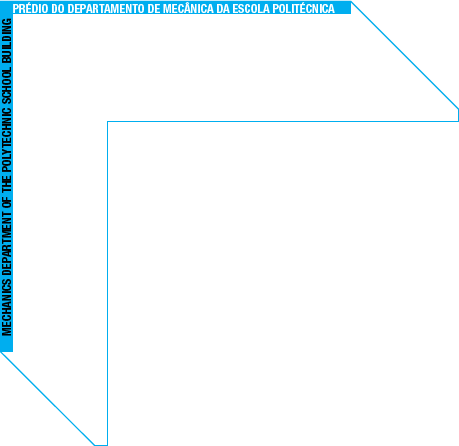 PRÉDIO DO DEPARTAMENTO DE MECÂNICA DA ESCOLA POLITÉCNICA
MECHANICS DEPARTMENT OF THE POLYTECHNIC SCHOOL BUILDING